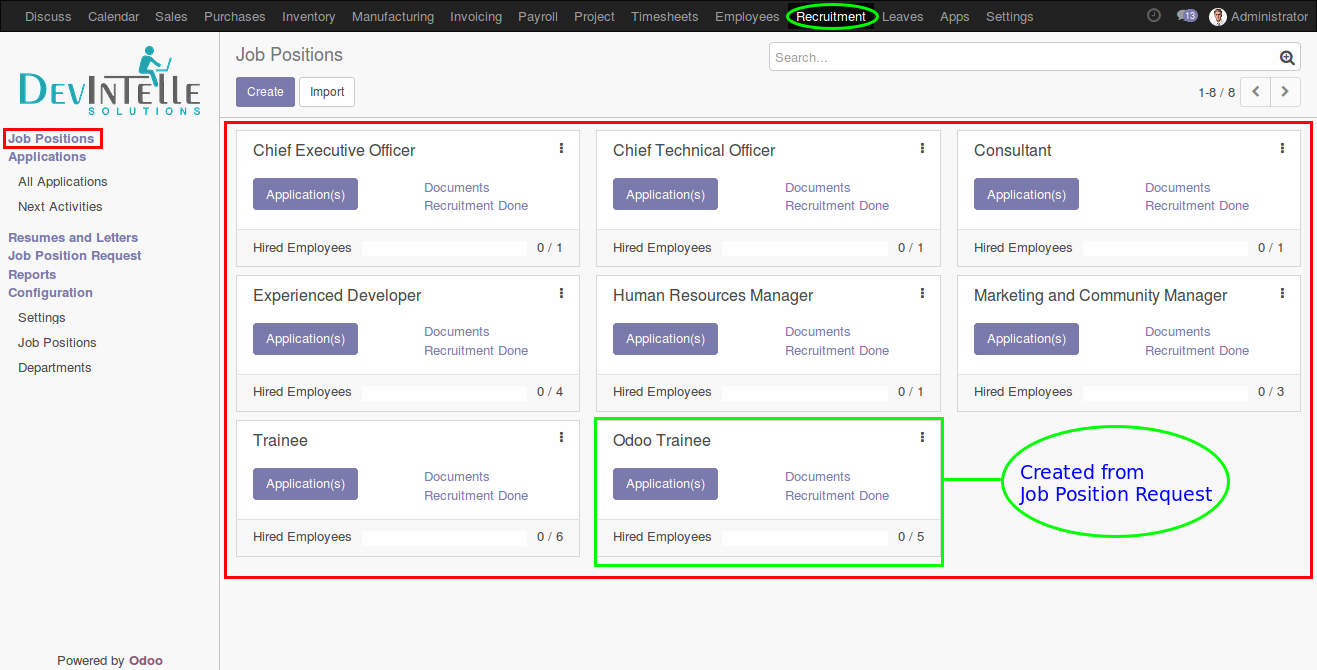 Discuss Calendar Sales Purchases Inventory Manufacturing Invoicing Payroll Project Timesheets Employees Recruitment Leaves Apps Settings 13 Administrator
DEVINTELLE
SOLUTIONS
Job Positions
Applications
All Applications
Next Activities
Resumes and Letters
Job Position Request
Reports
Configuration
Settings
Job Positions
Departments
Powered by Odoo
Job Positions
Search...
Create Import
1-8 / 8
Chief Executive Officer
Application(s)
Documents
Recruitment Done
Hired Employees 0 / 1
Chief Technical Officer
Application(s)
Documents
Recruitment Done
Hired Employees 0 / 1
Consultant
Application(s)
Documents
Recruitment Done
Hired Employees 0 / 1
Experienced Developer
Application(s)
Documents
Recruitment Done
Hired Employees 0 / 4
Human Resources Manager
Application(s)
Documents
Recruitment Done
Hired Employees 0 / 1
Marketing and Community Manager
Application(s)
Documents
Recruitment Done
Hired Employees 0 / 3
Trainee
Application(s)
Documents
Recruitment Done
Hired Employees 0 / 6
Odoo Trainee
Application(s)
Documents
Recruitment Done
Hired Employees 0 / 5
Created from
Job Position Request